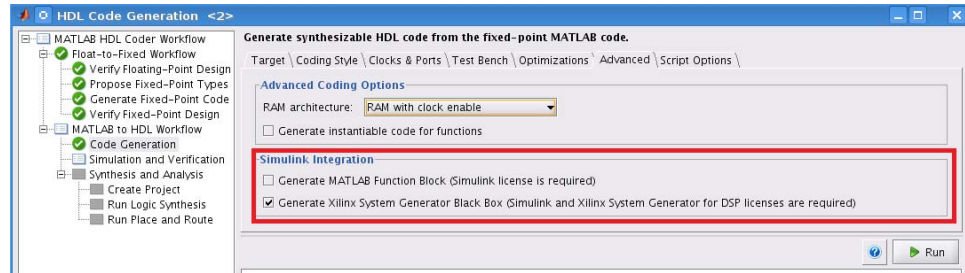 HDL Code Generation <2>
MATLAB HDL Coder Workflow
Float-to-Fixed Workflow
Verify Floating-Point Design
Propose Fixed-Point Types
Generate Fixed-Point Code
Verify Fixed-Point Design
MATLAB to HDL Workflow
Code Generation
Simulation and Verification
Synthesis and Analysis
Create Project
Run Logic Synthesis
Run Place and Route
Generate synthesizable HDL code from the fixed-point MATLAB code.
Target \ Coding Style \ Clocks & Ports \ Test Bench \ Optimizations \ Advanced \ Script Options \
Advanced Coding Options
RAM architecture: RAM with clock enable
Generate instantiable code for functions
Simulink Integration
Generate MATLAB Function Block (Simulink license is required)
Generate Xilinx System Generator Black Box (Simulink and Xilinx System Generator for DSP licenses are required)
? Run